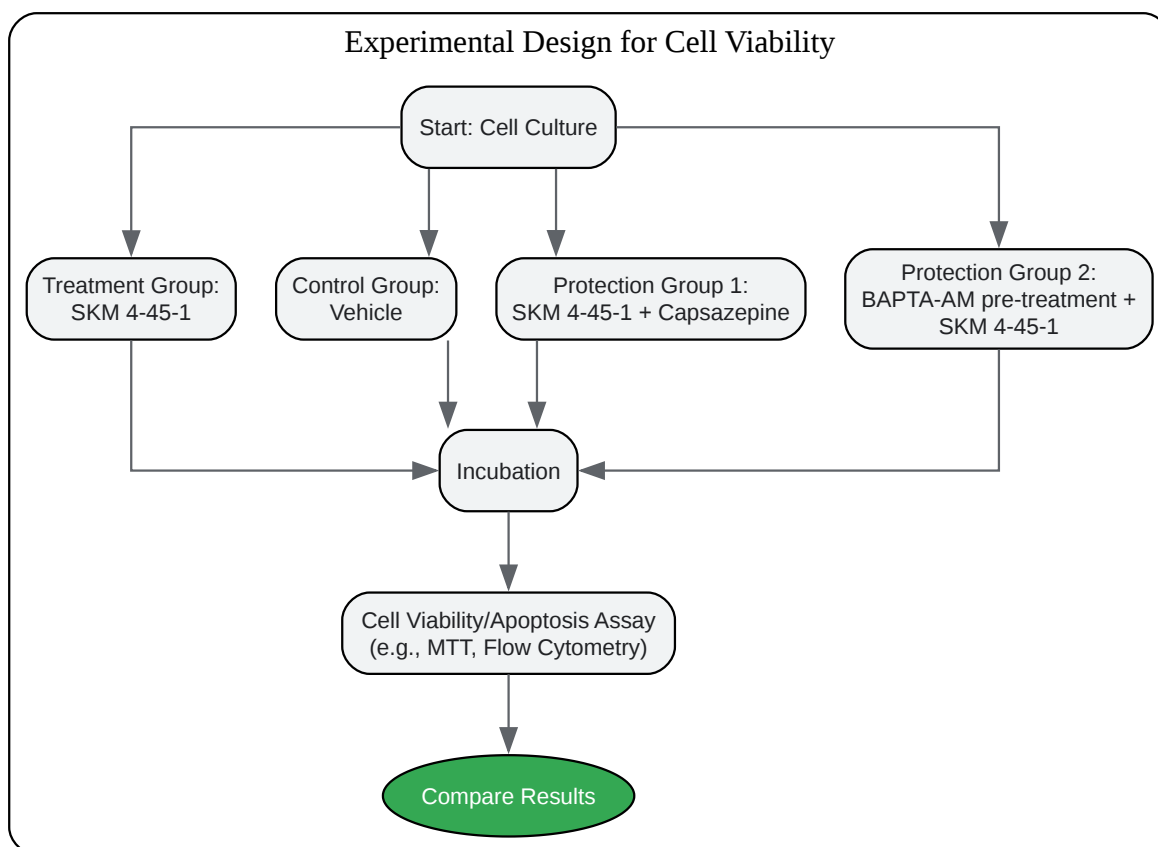 Experimental Design for Cell Viability
Start: Cell Culture
Treatment Group:
SKM 4-45-1
Control Group:
Vehicle
Protection Group 1:
SKM 4-45-1 + Capsazepine
Protection Group 2:
BAPTA-AM pre-treatment +
SKM 4-45-1
Incubation
Cell Viability/Apoptosis Assay
(e.g., MTT, Flow Cytometry)
Compare Results